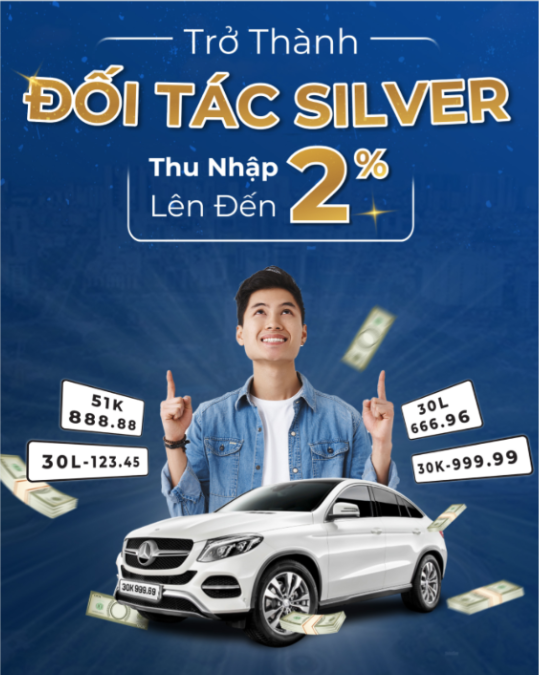 Trở Thành
ĐỐI TÁC SILVER
Thu Nhập
Lên Đến
2%
51K
888.88
30L-123.45
30L
666.96
30K-999.99
30K 999.69